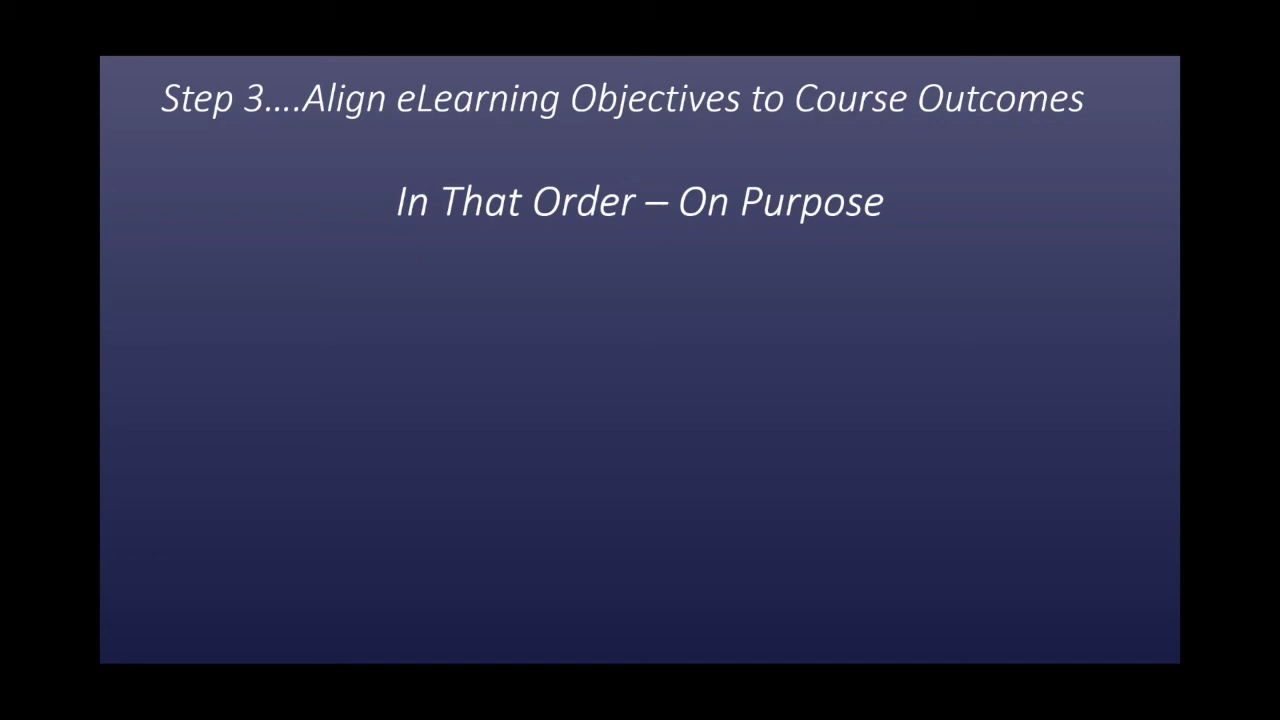 Step 3....Align eLearning Objectives to Course Outcomes
In That Order – On Purpose